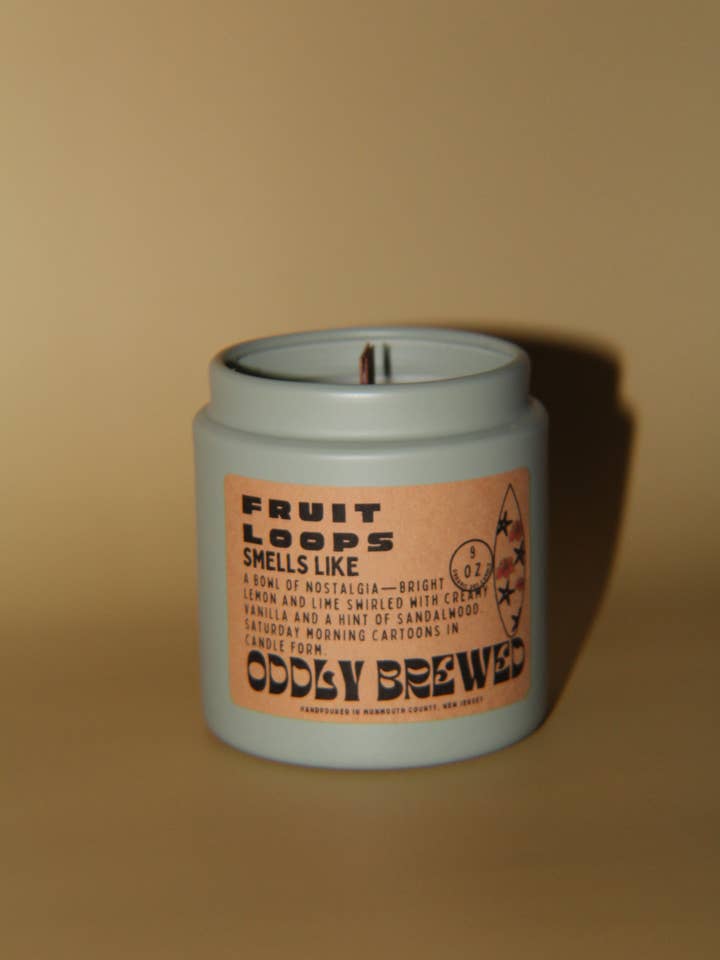 FRUIT
LOOPS
SMELLS LIKE
A BOWL OF NOSTALGIA—BRIGHT
LEMON AND LIME SWIRLED WITH CREAMY
VANILLA AND A HINT OF SANDALWOOD.
SATURDAY MORNING CARTOONS IN
CANDLE FORM.
9
OZ
ODDLY BREWED
HANDPOURED IN MONMOUTH COUNTY, NEW JERSEY